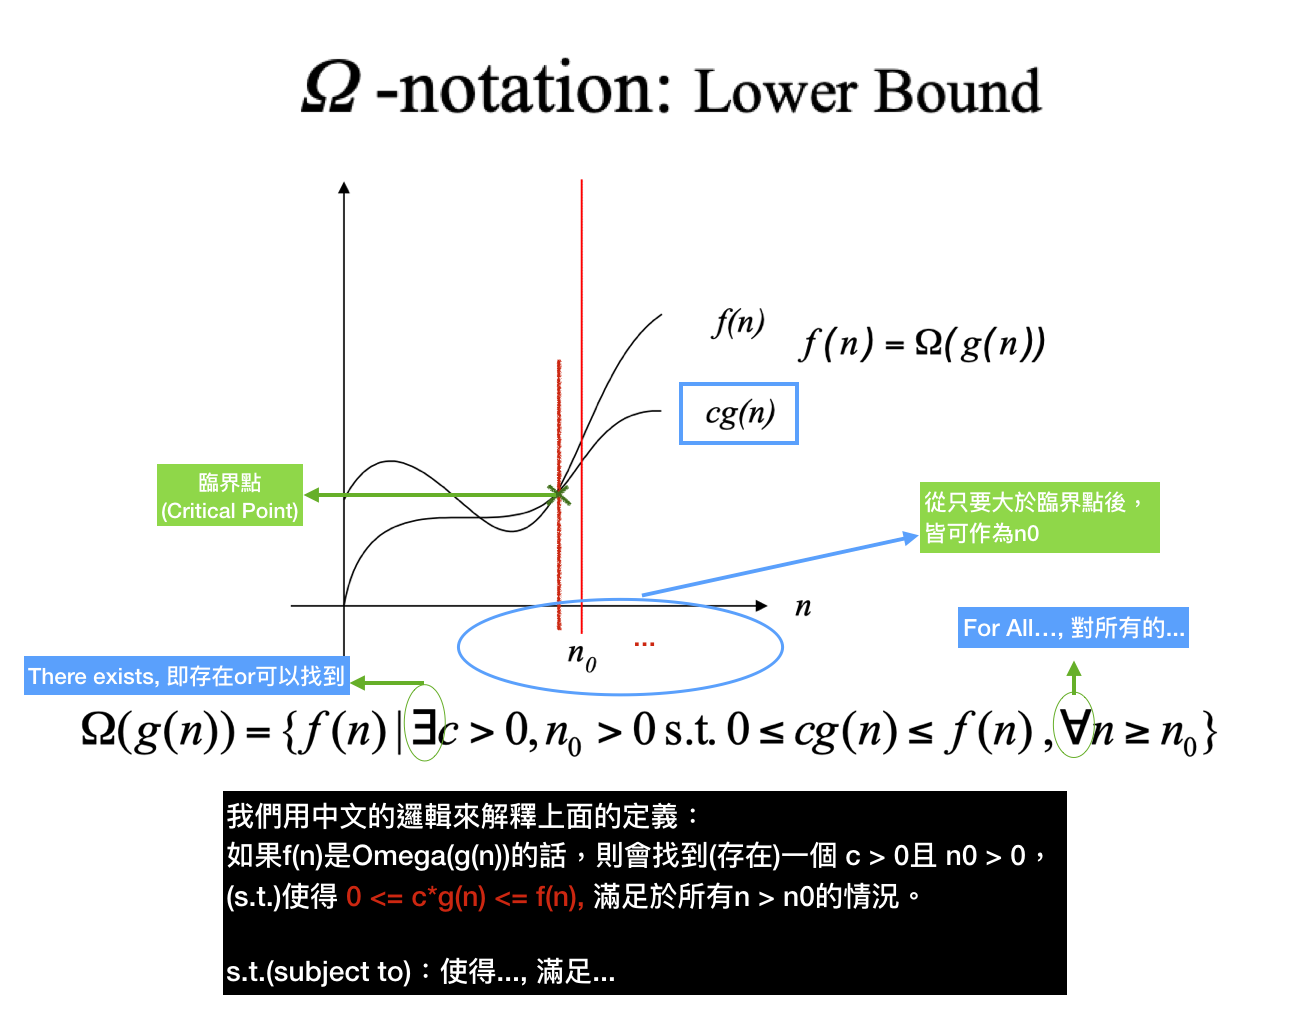 Ω -notation: Lower Bound
f(n)
f(n) = Ω(g(n))
cg(n)
臨界點
(Critical Point)
從只要大於臨界點後，
皆可作為n0
n
n₀
...
For All..., 對所有的...
There exists, 即存在or可以找到
Ω(g(n)) = {f(n) | ∃c > 0, n₀ > 0 s.t. 0 ≤ cg(n) ≤ f(n) , ∀n ≥ n₀}
我們用中文的邏輯來解釋上面的定義：
如果f(n)是Omega(g(n))的話，則會找到(存在)一個 c > 0且 n0 > 0，
(s.t.)使得 0 <= c*g(n) <= f(n), 滿足於所有n > n0的情況。
s.t.(subject to)：使得..., 滿足...